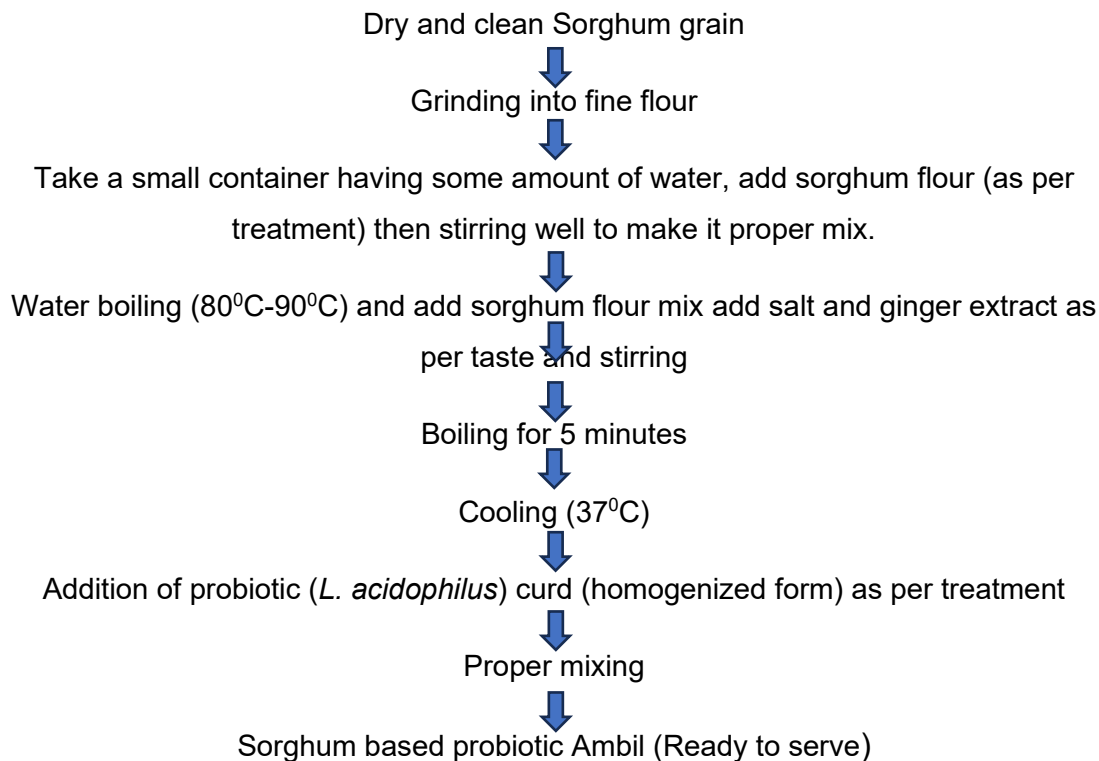 Dry and clean Sorghum grain
Grinding into fine flour
Take a small container having some amount of water, add sorghum flour (as per
treatment) then stirring well to make it proper mix.
Water boiling (80⁰C-90⁰C) and add sorghum flour mix add salt and ginger extract as
per taste and stirring
Boiling for 5 minutes
Cooling (37⁰C)
Addition of probiotic (L. acidophilus) curd (homogenized form) as per treatment
Proper mixing
Sorghum based probiotic Ambil (Ready to serve)